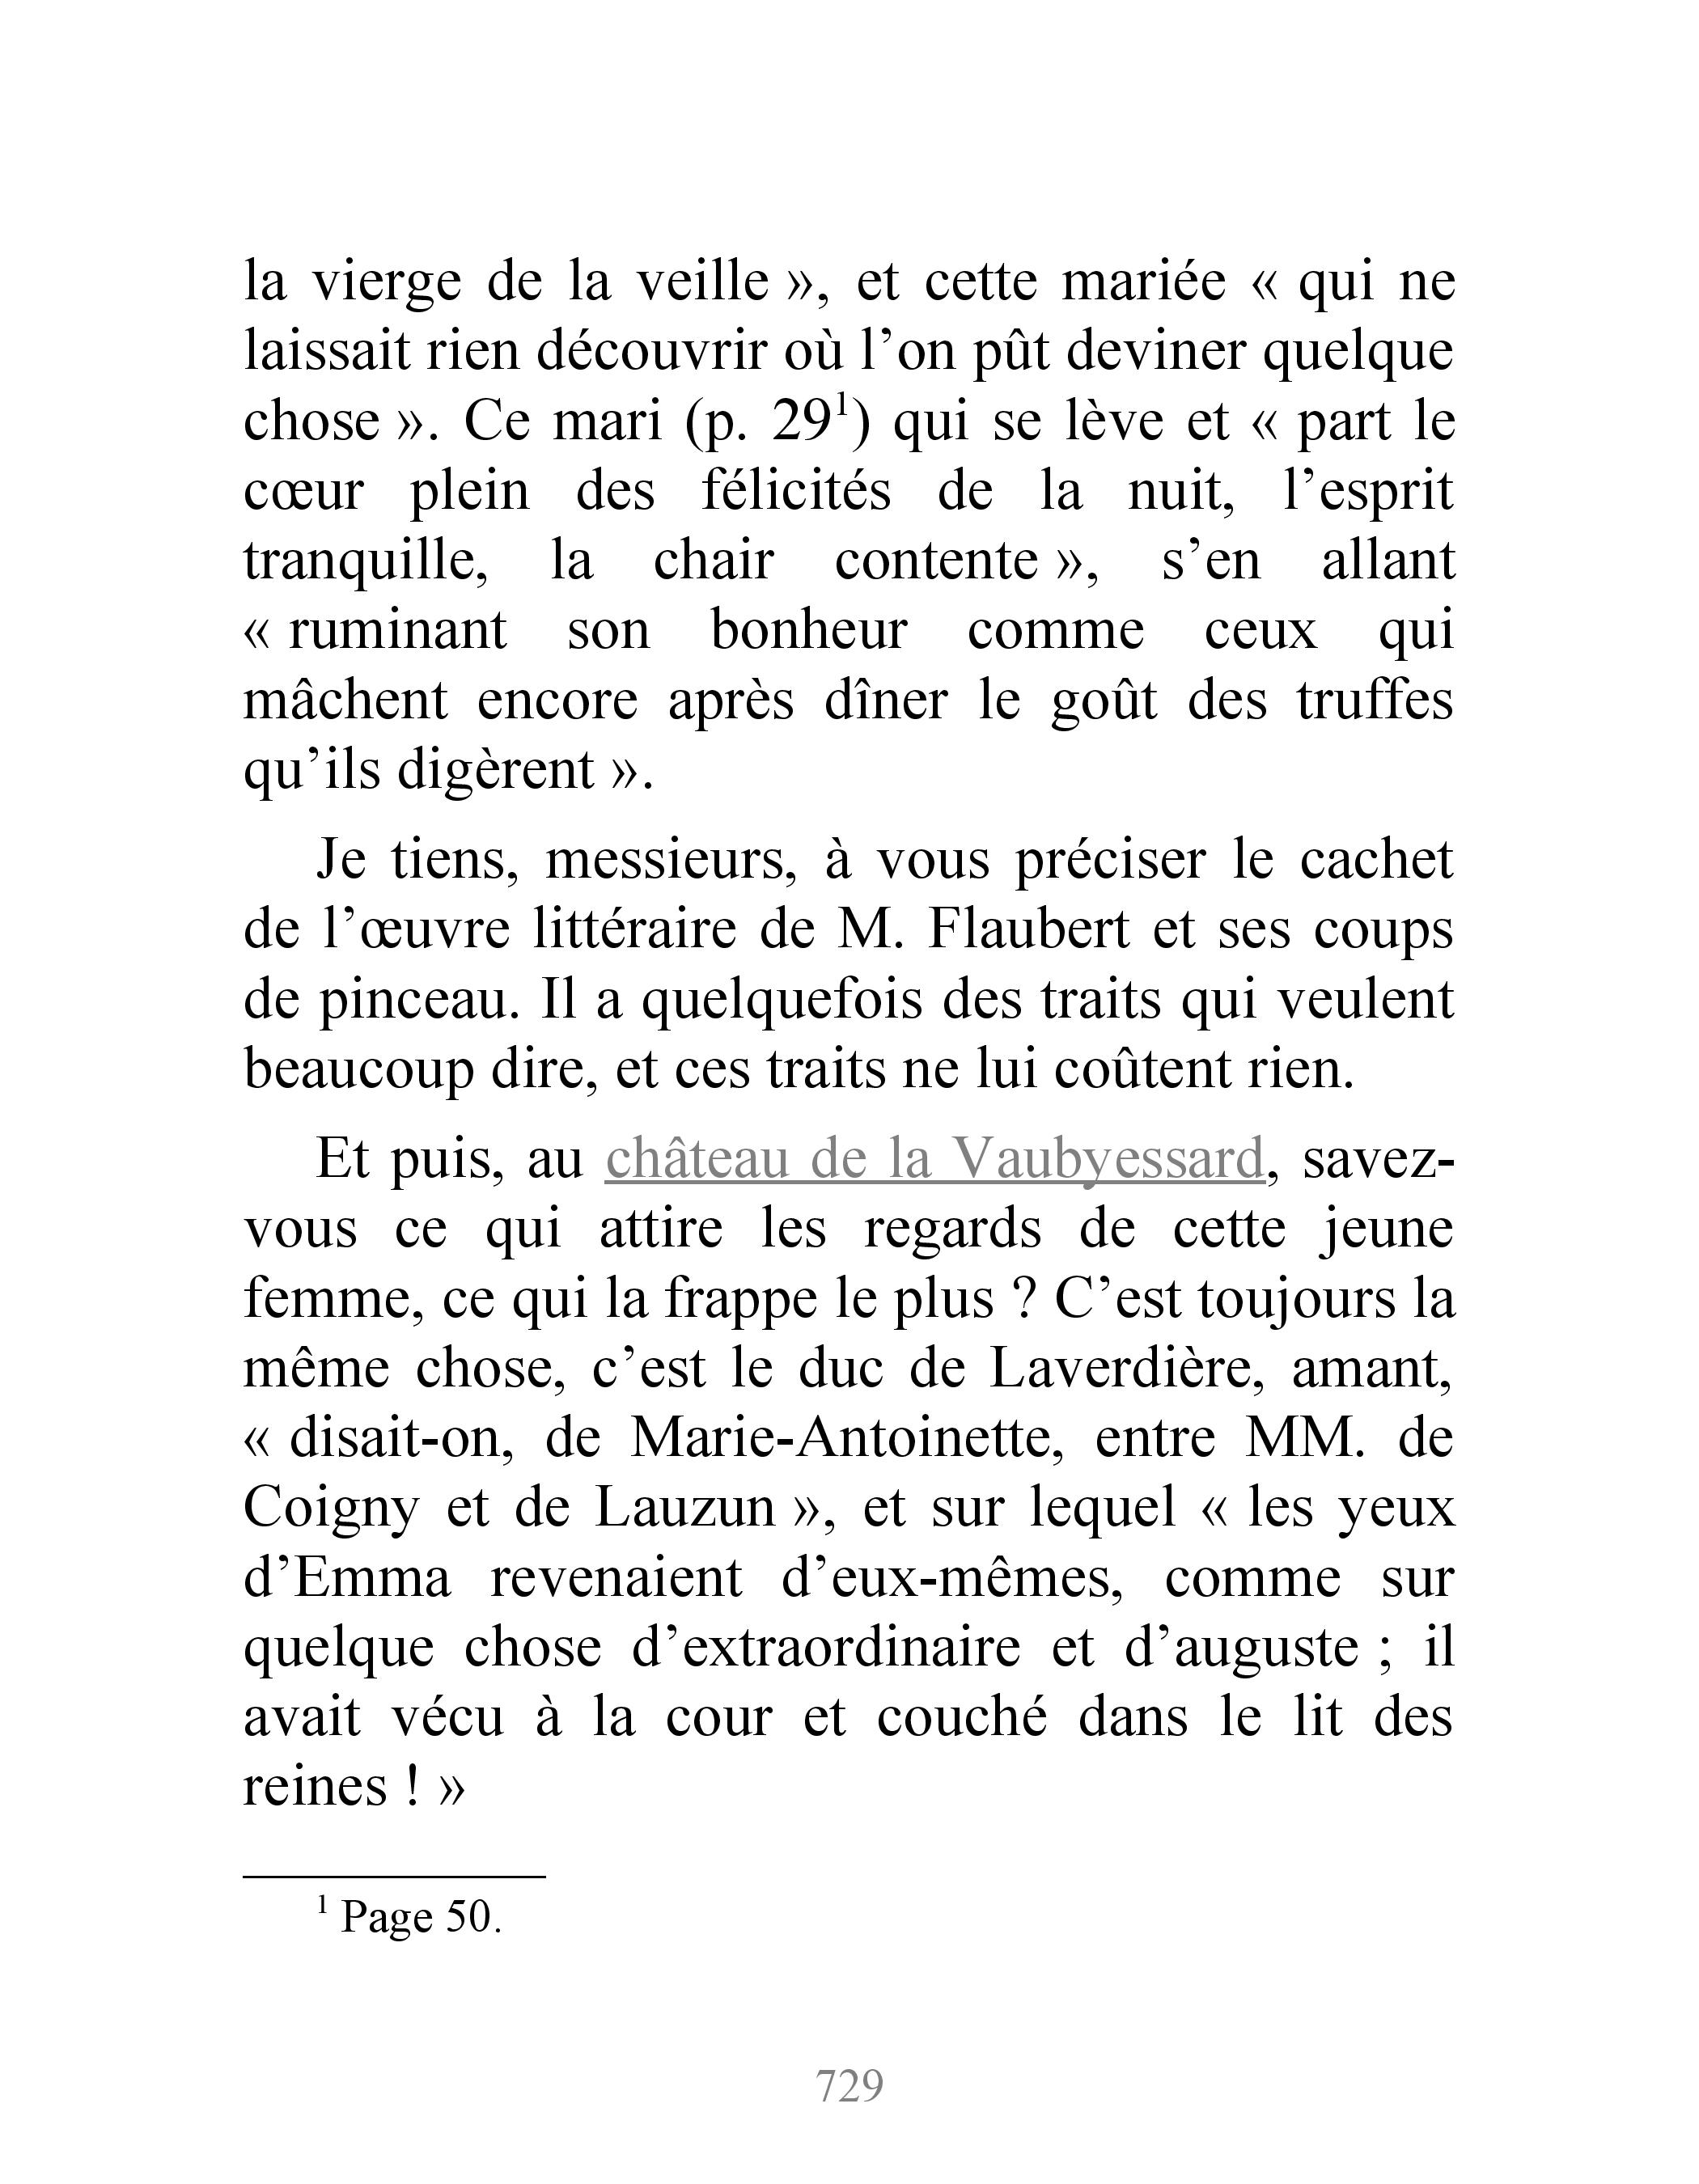 la vierge de la veille », et cette mariée « qui ne
laissait rien découvrir où l’on pût deviner quelque
chose ». Ce mari (p. 29¹) qui se lève et « part le
cœur plein des félicités de la nuit, l’esprit
tranquille, la chair contente », s’en allant
« ruminant son bonheur comme ceux qui
mâchent encore après dîner le goût des truffes
qu’ils digèrent ».
Je tiens, messieurs, à vous préciser le cachet
de l’œuvre littéraire de M. Flaubert et ses coups
de pinceau. Il a quelquefois des traits qui veulent
beaucoup dire, et ces traits ne lui coûtent rien.
Et puis, au château de la Vaubyessard, savez-
vous ce qui attire les regards de cette jeune
femme, ce qui la frappe le plus ? C’est toujours la
même chose, c’est le duc de Laverdière, amant,
« disait-on, de Marie-Antoinette, entre MM. de
Coigny et de Lauzun », et sur lequel « les yeux
d’Emma revenaient d’eux-mêmes, comme sur
quelque chose d’extraordinaire et d’auguste ; il
avait vécu à la cour et couché dans le lit des
reines ! »
¹ Page 50.
729